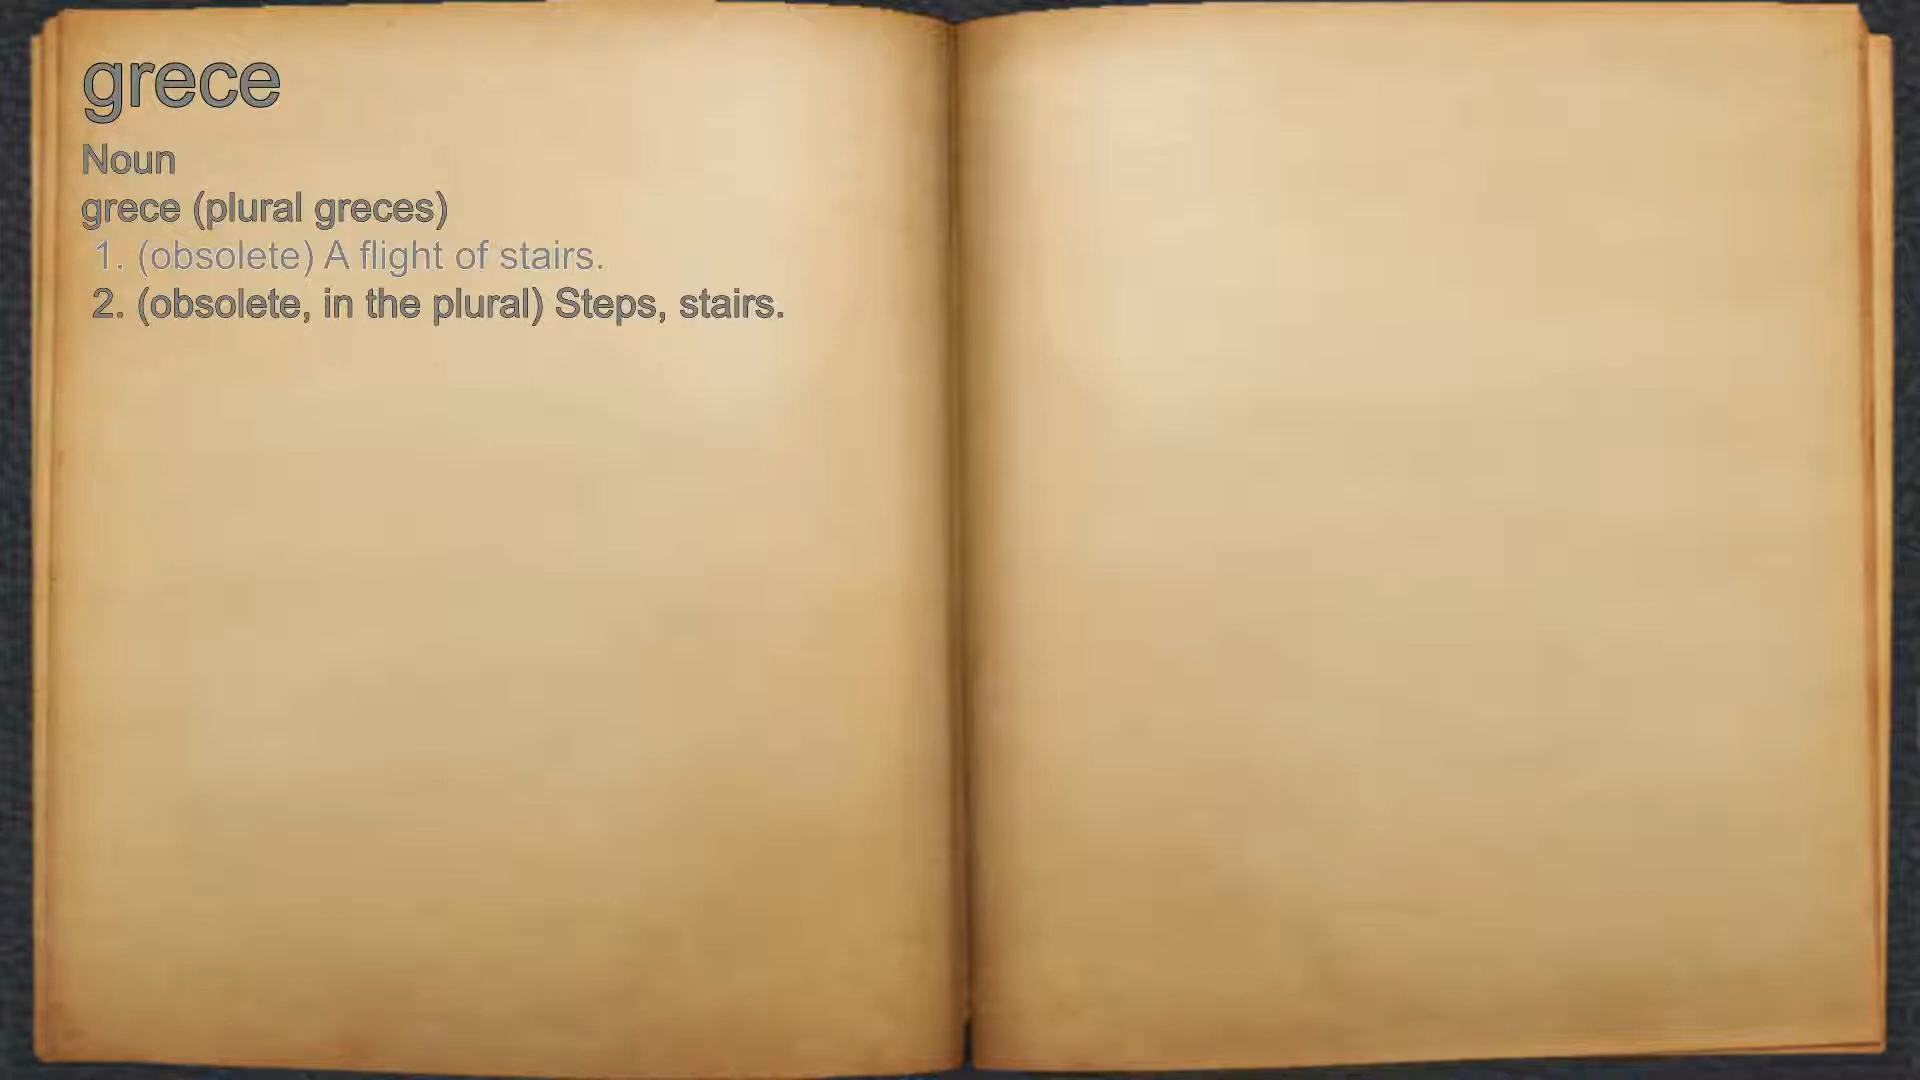 grece
Noun
grece (plural greces)
1. (obsolete) A flight of stairs.
2. (obsolete, in the plural) Steps, stairs.